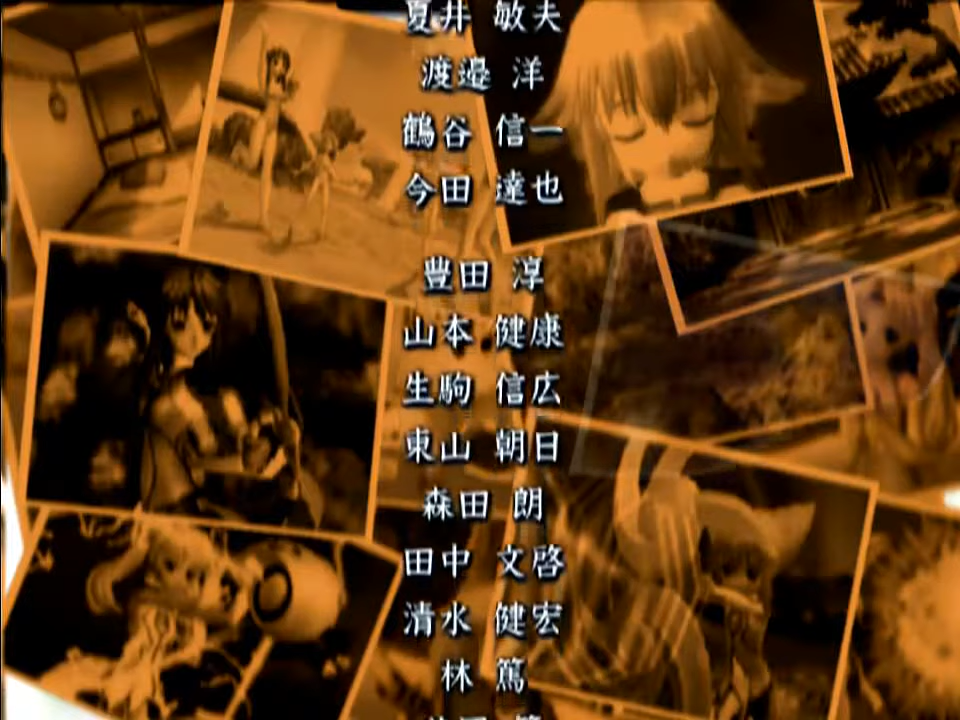 夏井 敏夫
渡邉 洋
鶴谷 信一
今田 達也
豊田 淳
山本 健康
生駒 信広
東山 朝日
森田 朗
田中 文啓
清水 健宏
林 篤